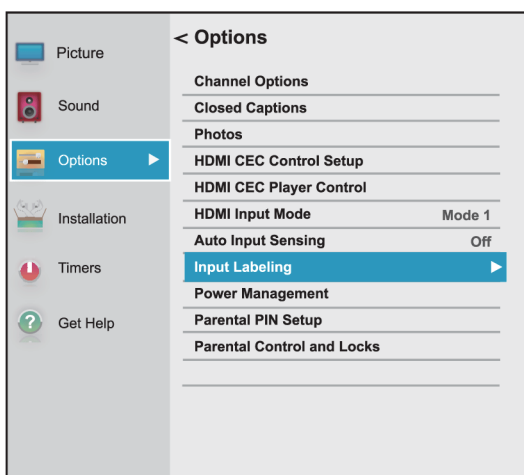 Picture
Sound
Options
Installation
Timers
Get Help
< Options
Channel Options
Closed Captions
Photos
HDMI CEC Control Setup
HDMI CEC Player Control
HDMI Input Mode Mode 1
Auto Input Sensing Off
Input Labeling
Power Management
Parental PIN Setup
Parental Control and Locks